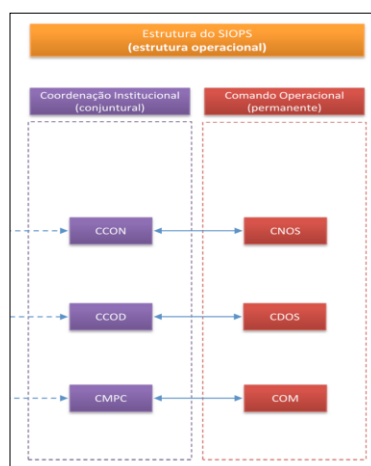 Estrutura do SIOPS
(estrutura operacional)
Coordenação Institucional
(conjuntural)
Comando Operacional
(permanente)
CCON
CNOS
CCOD
CDOS
CMPC
COM